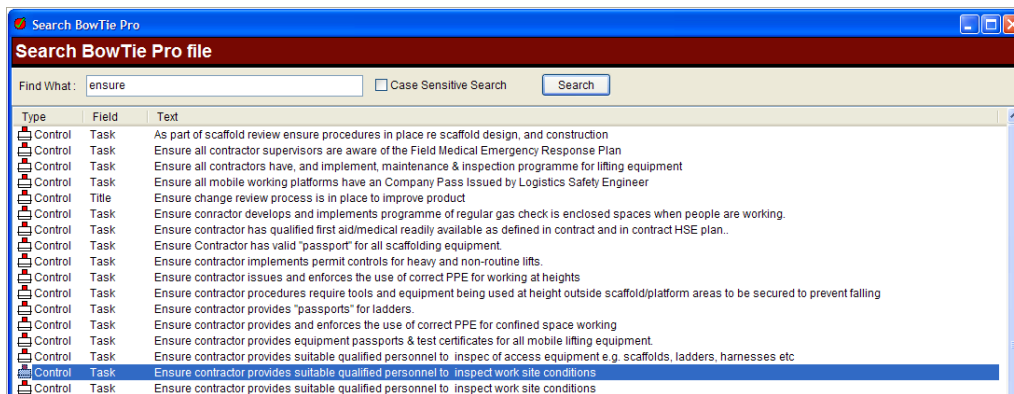 Search BowTie Pro
Search BowTie Pro file
Find What : ensure Case Sensitive Search Search
Type Field Text
Control Task As part of scaffold review ensure procedures in place re scaffold design, and construction
Control Task Ensure all contractors supervisors are aware of the Field Medical Emergency Response Plan
Control Task Ensure all contractors have, and implement, maintenance & inspection programme for lifting equipment
Control Task Ensure all mobile working platforms have an Company Pass Issued by Logistics Safety Engineer
Control Title Ensure change review process is in place to improve product
Control Task Ensure conractor develops and implements programme of regular gas check is enclosed spaces when people are working.
Control Task Ensure contractor has qualified first aid/medical readily available as defined in contract and in contract HSE plan..
Control Task Ensure Contractor has valid "passport" for all scaffolding equipment.
Control Task Ensure contractor implements permit controls for heavy and non-routine lifts.
Control Task Ensure contractor issues and enforces the use of correct PPE for working at heights
Control Task Ensure contractor procedures require tools and equipment being used at height outside scaffold/platform areas to be secured to prevent falling
Control Task Ensure contractor provides "passports" for ladders.
Control Task Ensure contractor provides and enforces the use of correct PPE for confined space working
Control Task Ensure contractor provides equipment passports & test certificates for all mobile lifting equipment.
Control Task Ensure contractor provides suitable qualified personnel to inspec of access equipment e.g. scaffolds, ladders, harnesses etc
Control Task Ensure contractor provides suitable qualified personnel to inspect work site conditions
Control Task Ensure contractor provides suitable qualified personnel to inspect work site conditions